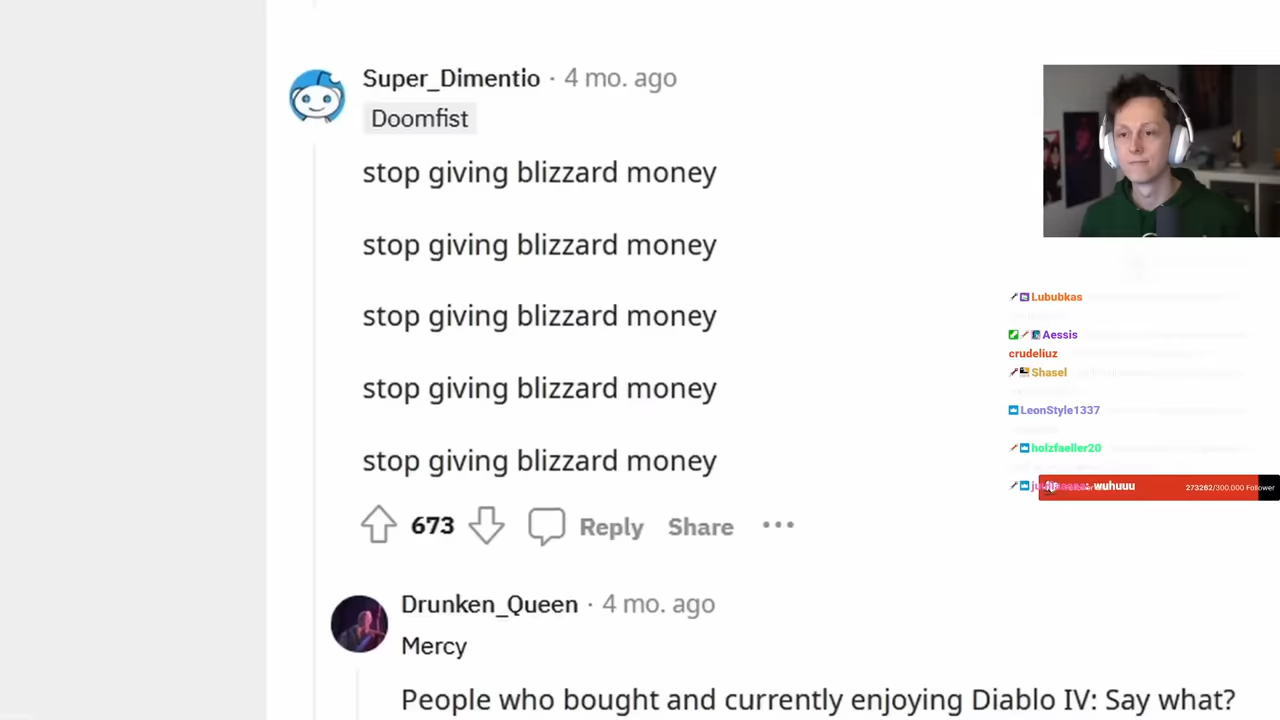 Super_Dimentio · 4 mo. ago
Doomfist
stop giving blizzard money
stop giving blizzard money
stop giving blizzard money
stop giving blizzard money
stop giving blizzard money
673 Reply Share •••
Drunken_Queen · 4 mo. ago
Mercy
People who bought and currently enjoying Diablo IV: Say what?
Lububkas
Aessis
crudeliuz
Shasel
LeonStyle1337
holzfaeller20
wuhuuu 273262/300.000 Follower